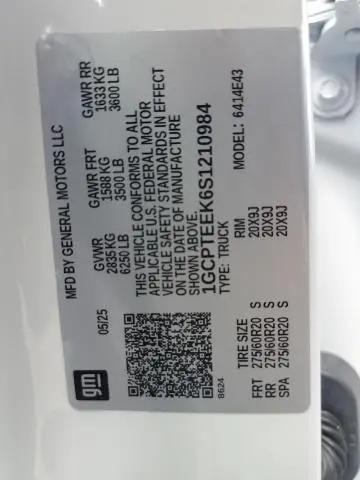 MFD BY GENERAL MOTORS LLC
05/25
GVWR GAWR FRT GAWR RR
2835 KG 1588 KG 1633 KG
6250 LB 3500 LB 3600 LB
THIS VEHICLE CONFORMS TO ALL
APPLICABLE U.S. FEDERAL MOTOR
VEHICLE SAFETY STANDARDS IN EFFECT
ON THE DATE OF MANUFACTURE
SHOWN ABOVE.
1GCPTEEK6S1210984
TYPE: TRUCK MODEL: 6414E43
gm
8624
TIRE SIZE RIM
FRT 275/60R20 S 20X9J
RR 275/60R20 S 20X9J
SPA 275/60R20 S 20X9J